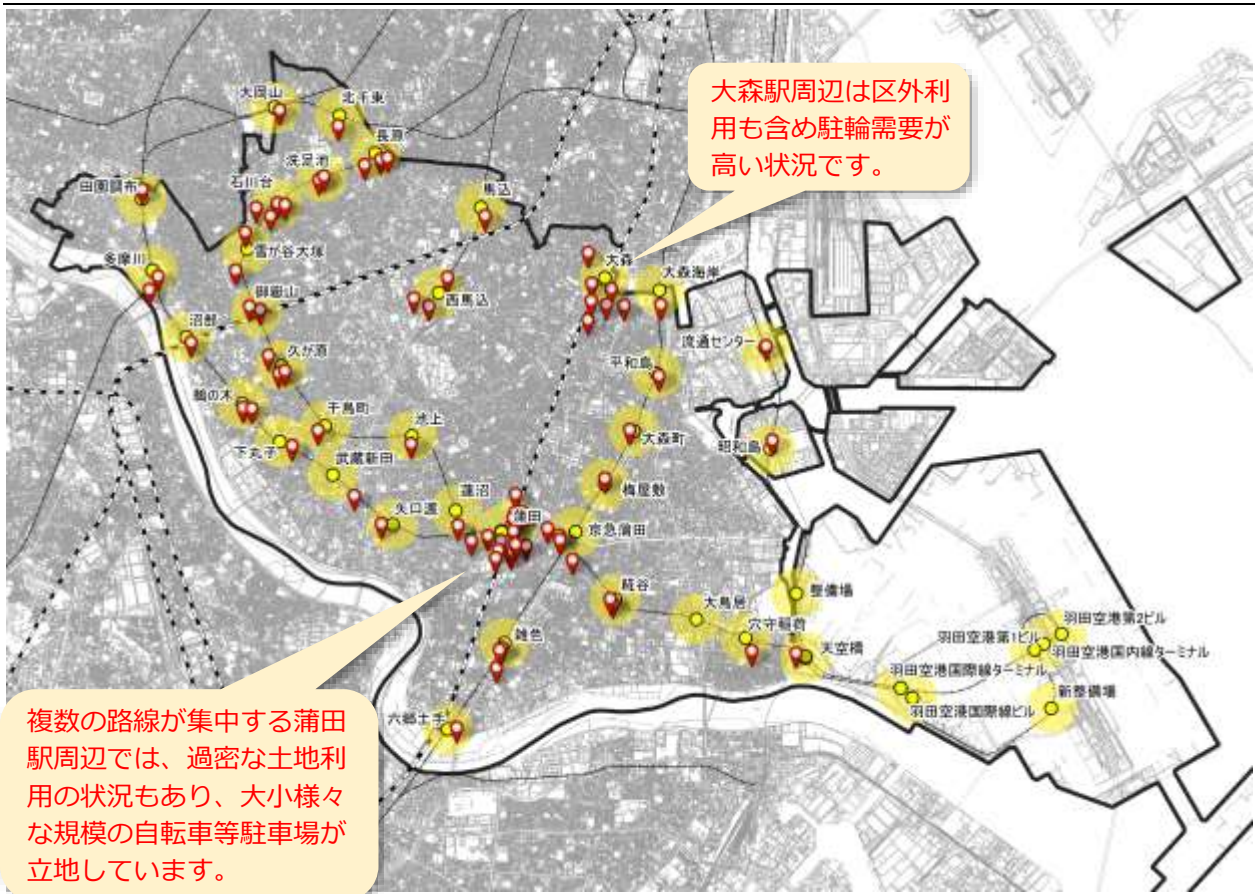 大森駅周辺は区外利
用も含め駐輪需要が
高い状況です。
大岡山
北千束
長原
洗足池
石川台
田園調布
馬込
雪が谷大塚
多摩川
大森
大森海岸
御嶽山
西馬込
沼部
流通センター
久が原
平和島
鵜の木
千鳥町
池上
大森町
昭和島
下丸子
武蔵新田
梅屋敷
蓮沼
矢口渡
蒲田
京急蒲田
糀谷
大鳥居
整備場
穴守稲荷
雑色
天空橋
羽田空港第2ビル
羽田空港第1ビル
羽田空港国内線ターミナル
羽田空港国際線ターミナル
新整備場
羽田空港国際線ビル
六郷土手
複数の路線が集中する蒲田
駅周辺では、過密な土地利
用の状況もあり、大小様々
な規模の自転車等駐車場が
立地しています。